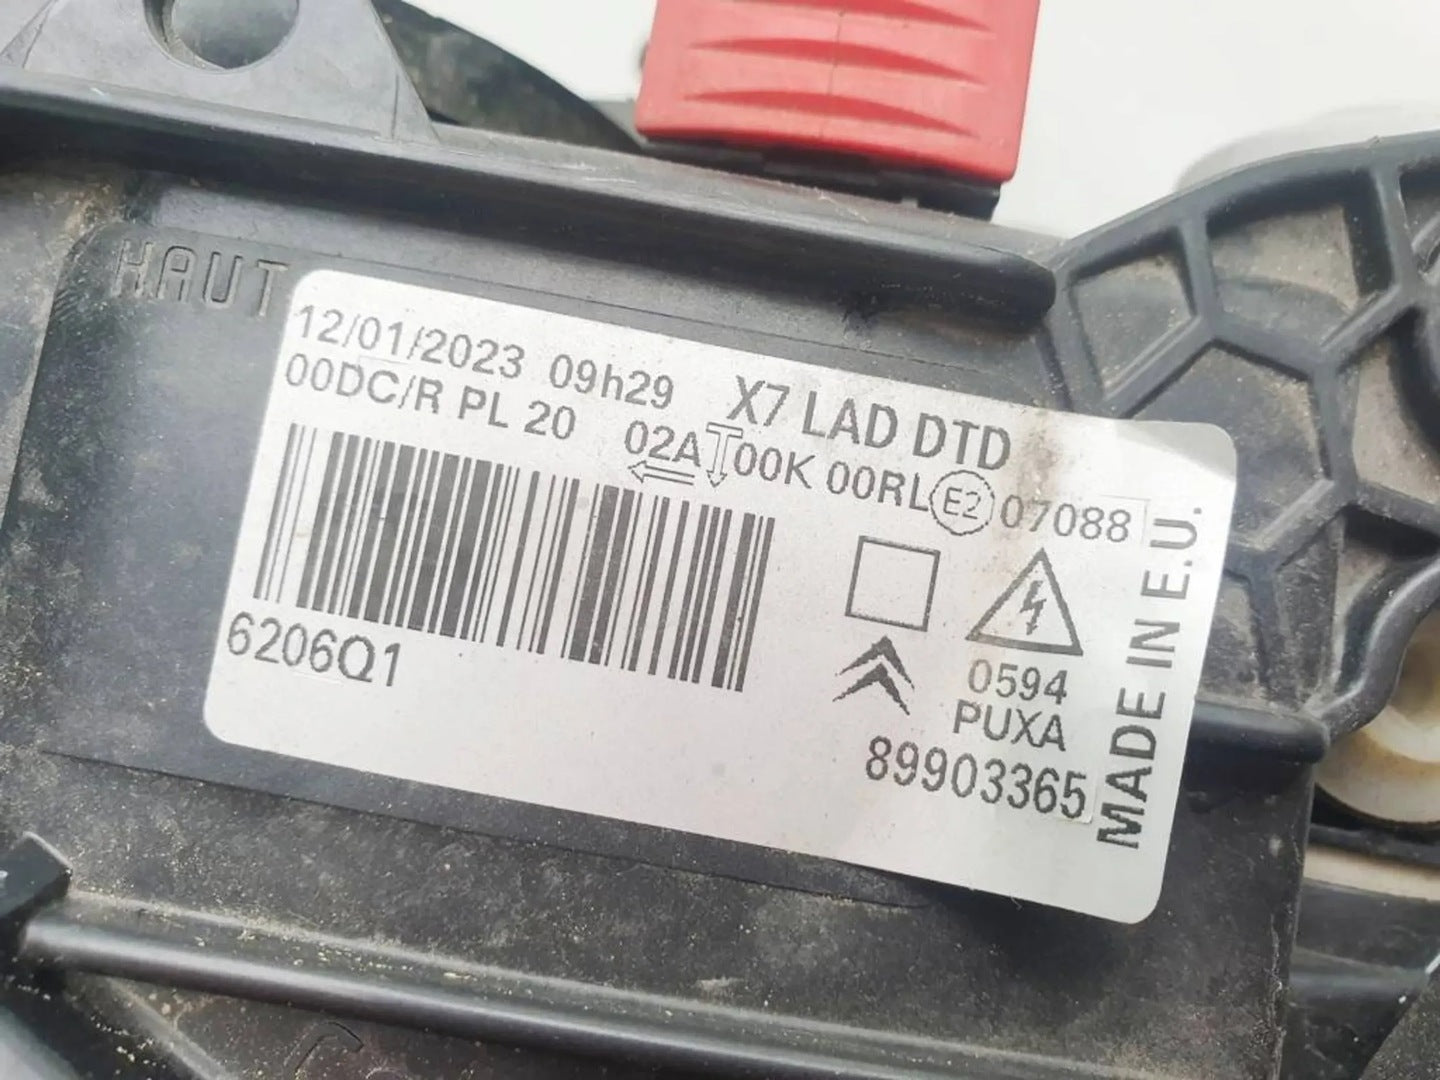 HAUT
12/01/2023 09h29 X7 LAD DTD
00DC/R PL 20 02A 00K 00RL E2 07088
6206Q1
0594
PUXA
89903365
MADE IN E.U.